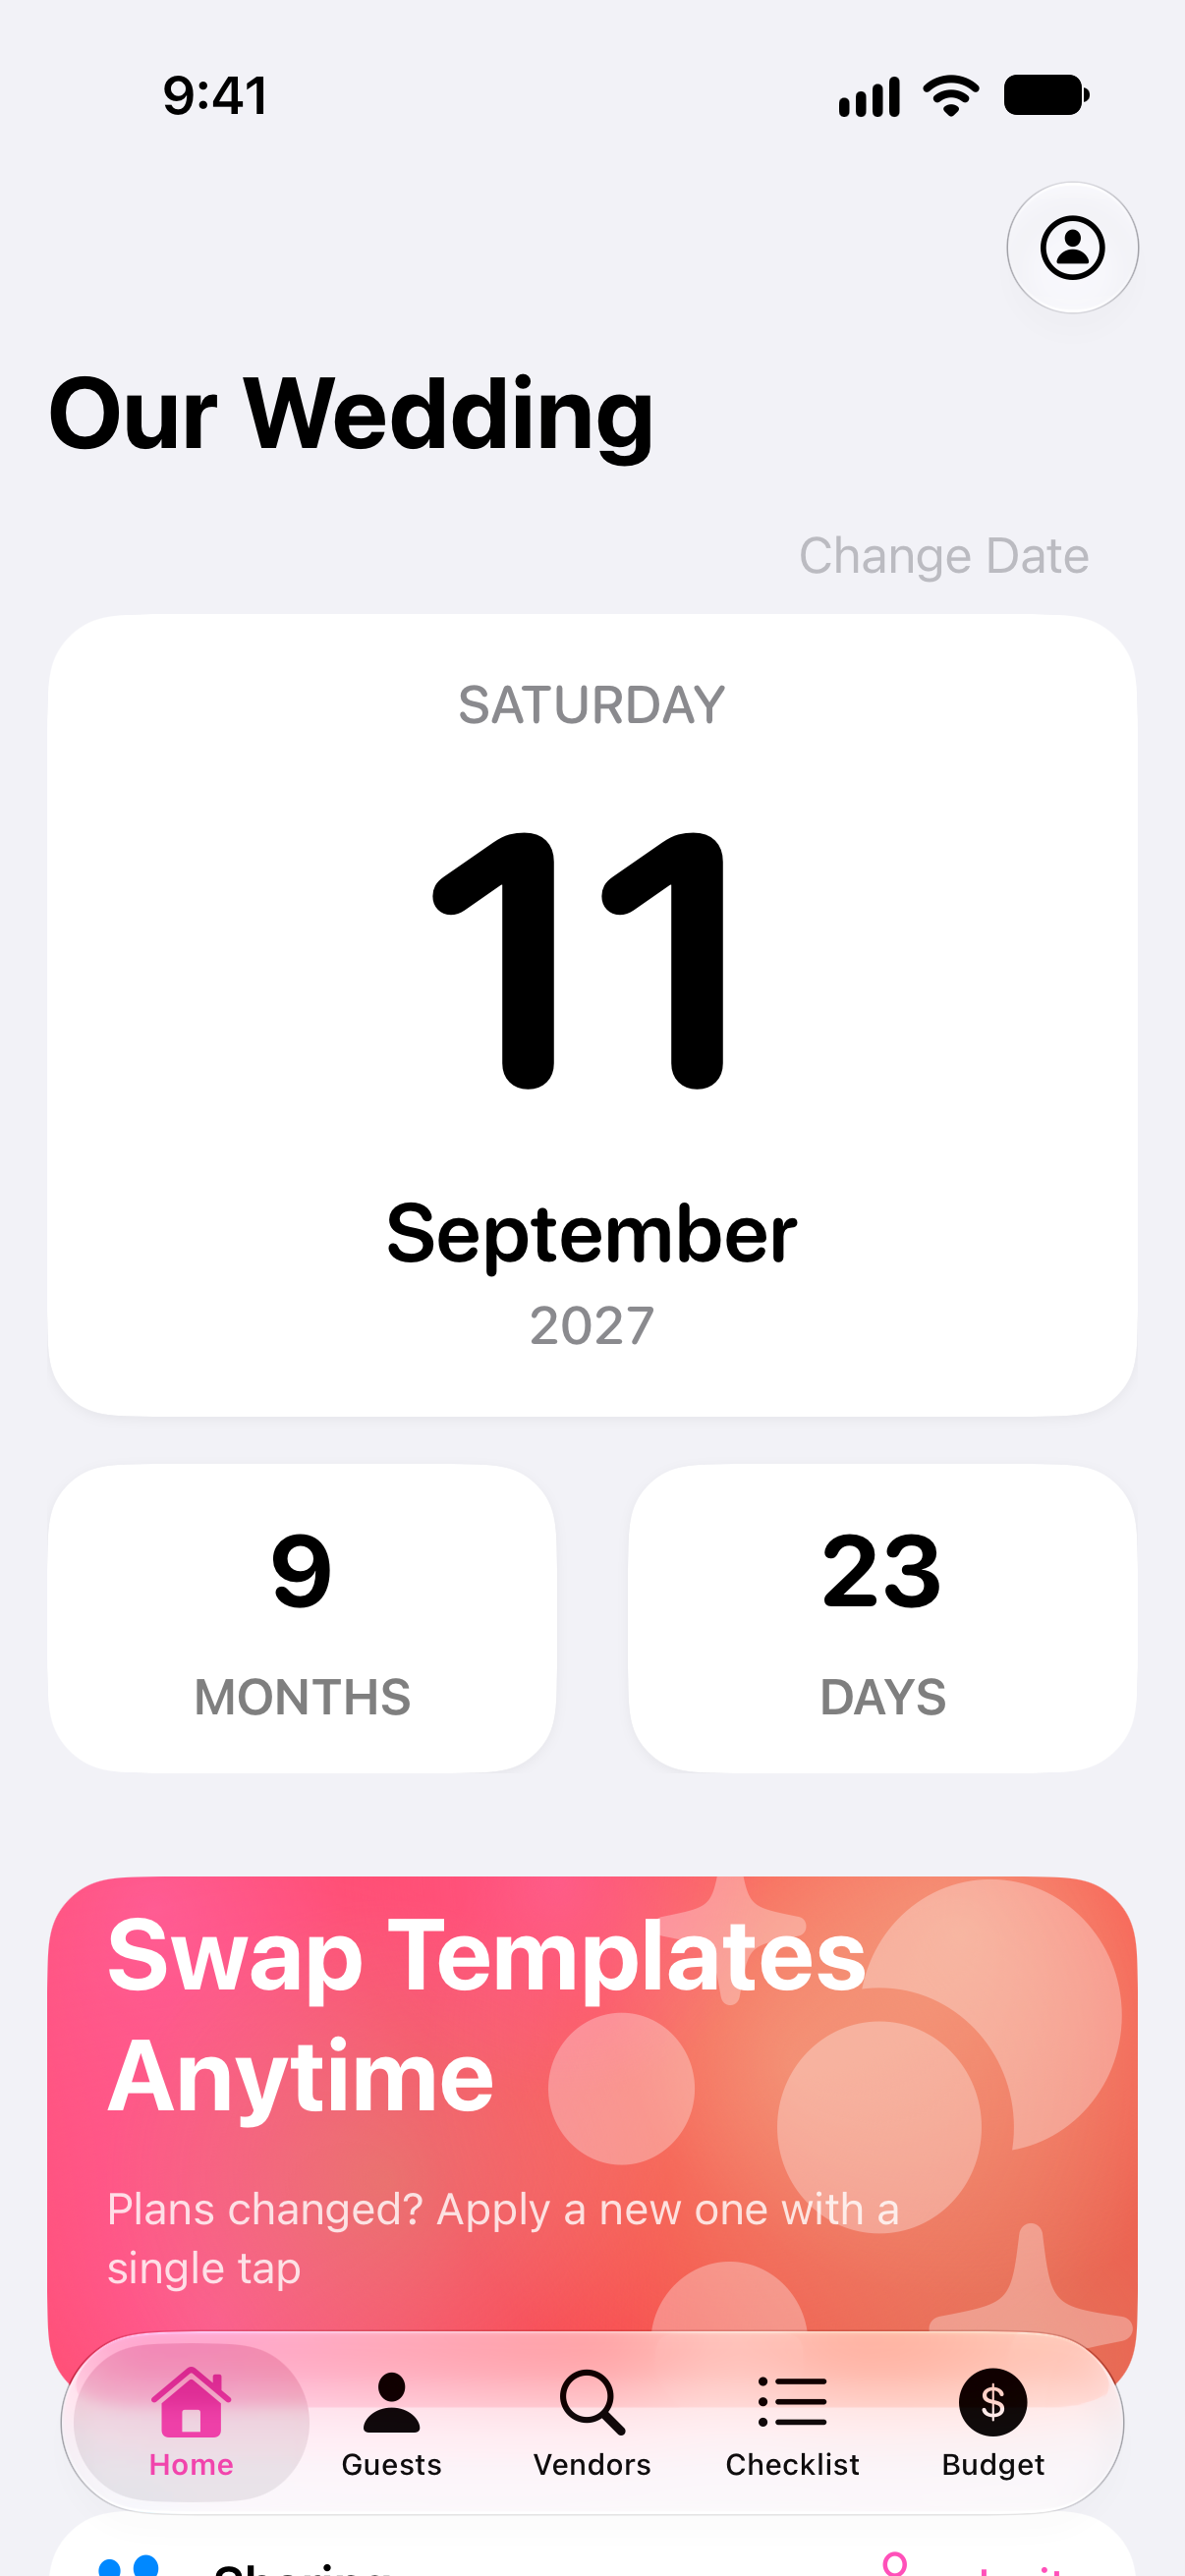 9:41
Our Wedding
Change Date
SATURDAY
11
September
2027
9
MONTHS
23
DAYS
Swap Templates
Anytime
Plans changed? Apply a new one with a
single tap
Home
Guests
Vendors
Checklist
$
Budget